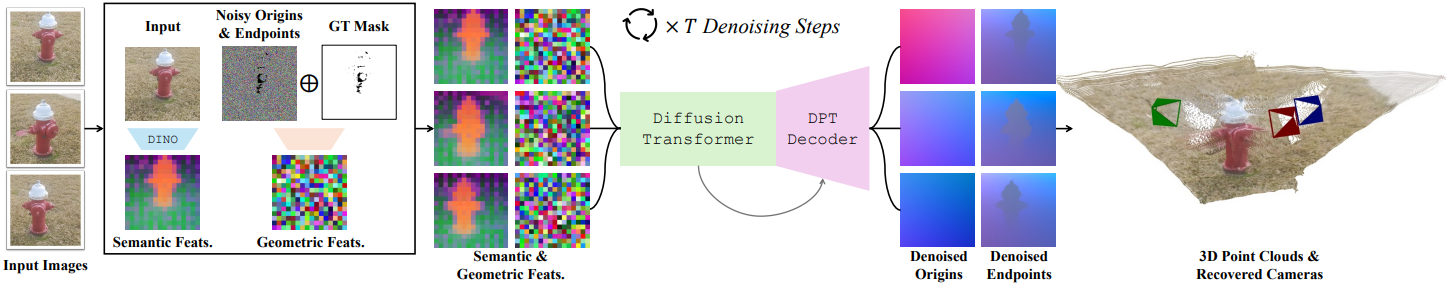 Input Images
Input
Noisy Origins
& Endpoints
GT Mask
DINO
Semantic Feats.
Geometric Feats.
Semantic &
Geometric Feats.
× T Denoising Steps
Diffusion
Transformer
DPT
Decoder
Denoised
Origins
Denoised
Endpoints
3D Point Clouds &
Recovered Cameras